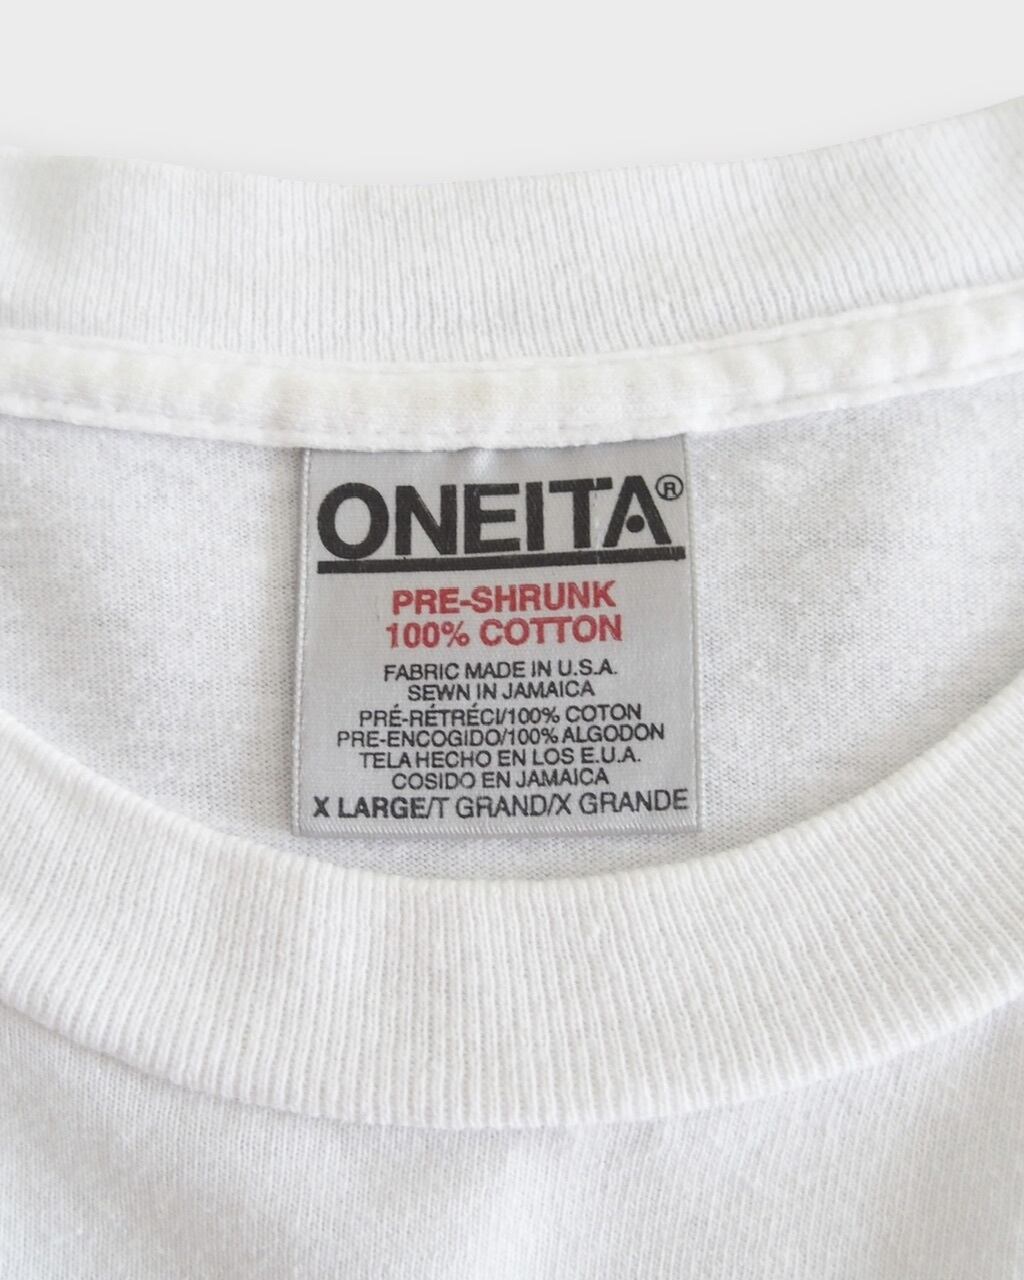 ONEITA®
PRE-SHRUNK
100% COTTON
FABRIC MADE IN U.S.A.
SEWN IN JAMAICA
PRÉ-RÉTRÉCI/100% COTON
PRE-ENCOGIDO/100% ALGODON
TELA HECHO EN LOS E.U.A.
COSIDO EN JAMAICA
X LARGE/T GRAND/X GRANDE